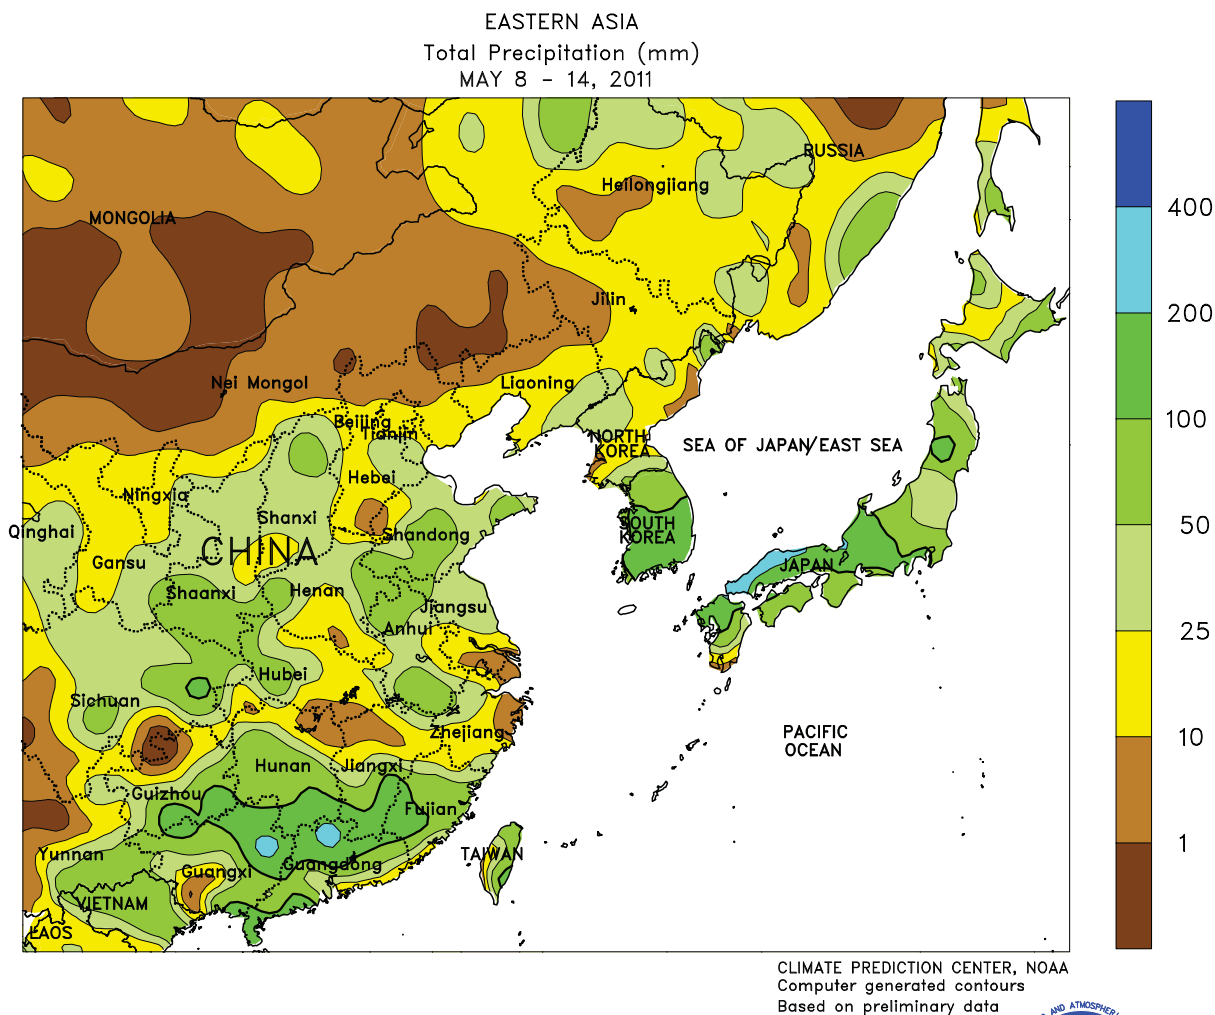 EASTERN ASIA
Total Precipitation (mm)
MAY 8 - 14, 2011
RUSSIA
Heilongjiang
MONGOLIA
400
Jilin
200
Nei Mongol
Liaoning
100
Beijing
Tianjin
NORTH
KOREA
SEA OF JAPAN/EAST SEA
Hebei
Ningxia
Shanxi
50
SOUTH
KOREA
Qinghai
Shandong
CHINA
Gansu
JAPAN
Shaanxi
Henan
Jiangsu
Anhui
25
Hubei
Sichuan
Zhejiang
PACIFIC
OCEAN
10
Hunan
Jiangxi
Guizhou
Fujian
1
Yunnan
TAIWAN
Guangxi
Guangdong
VIETNAM
LAOS
CLIMATE PREDICTION CENTER, NOAA
Computer generated contours
Based on preliminary data
AND ATMOSPHERI